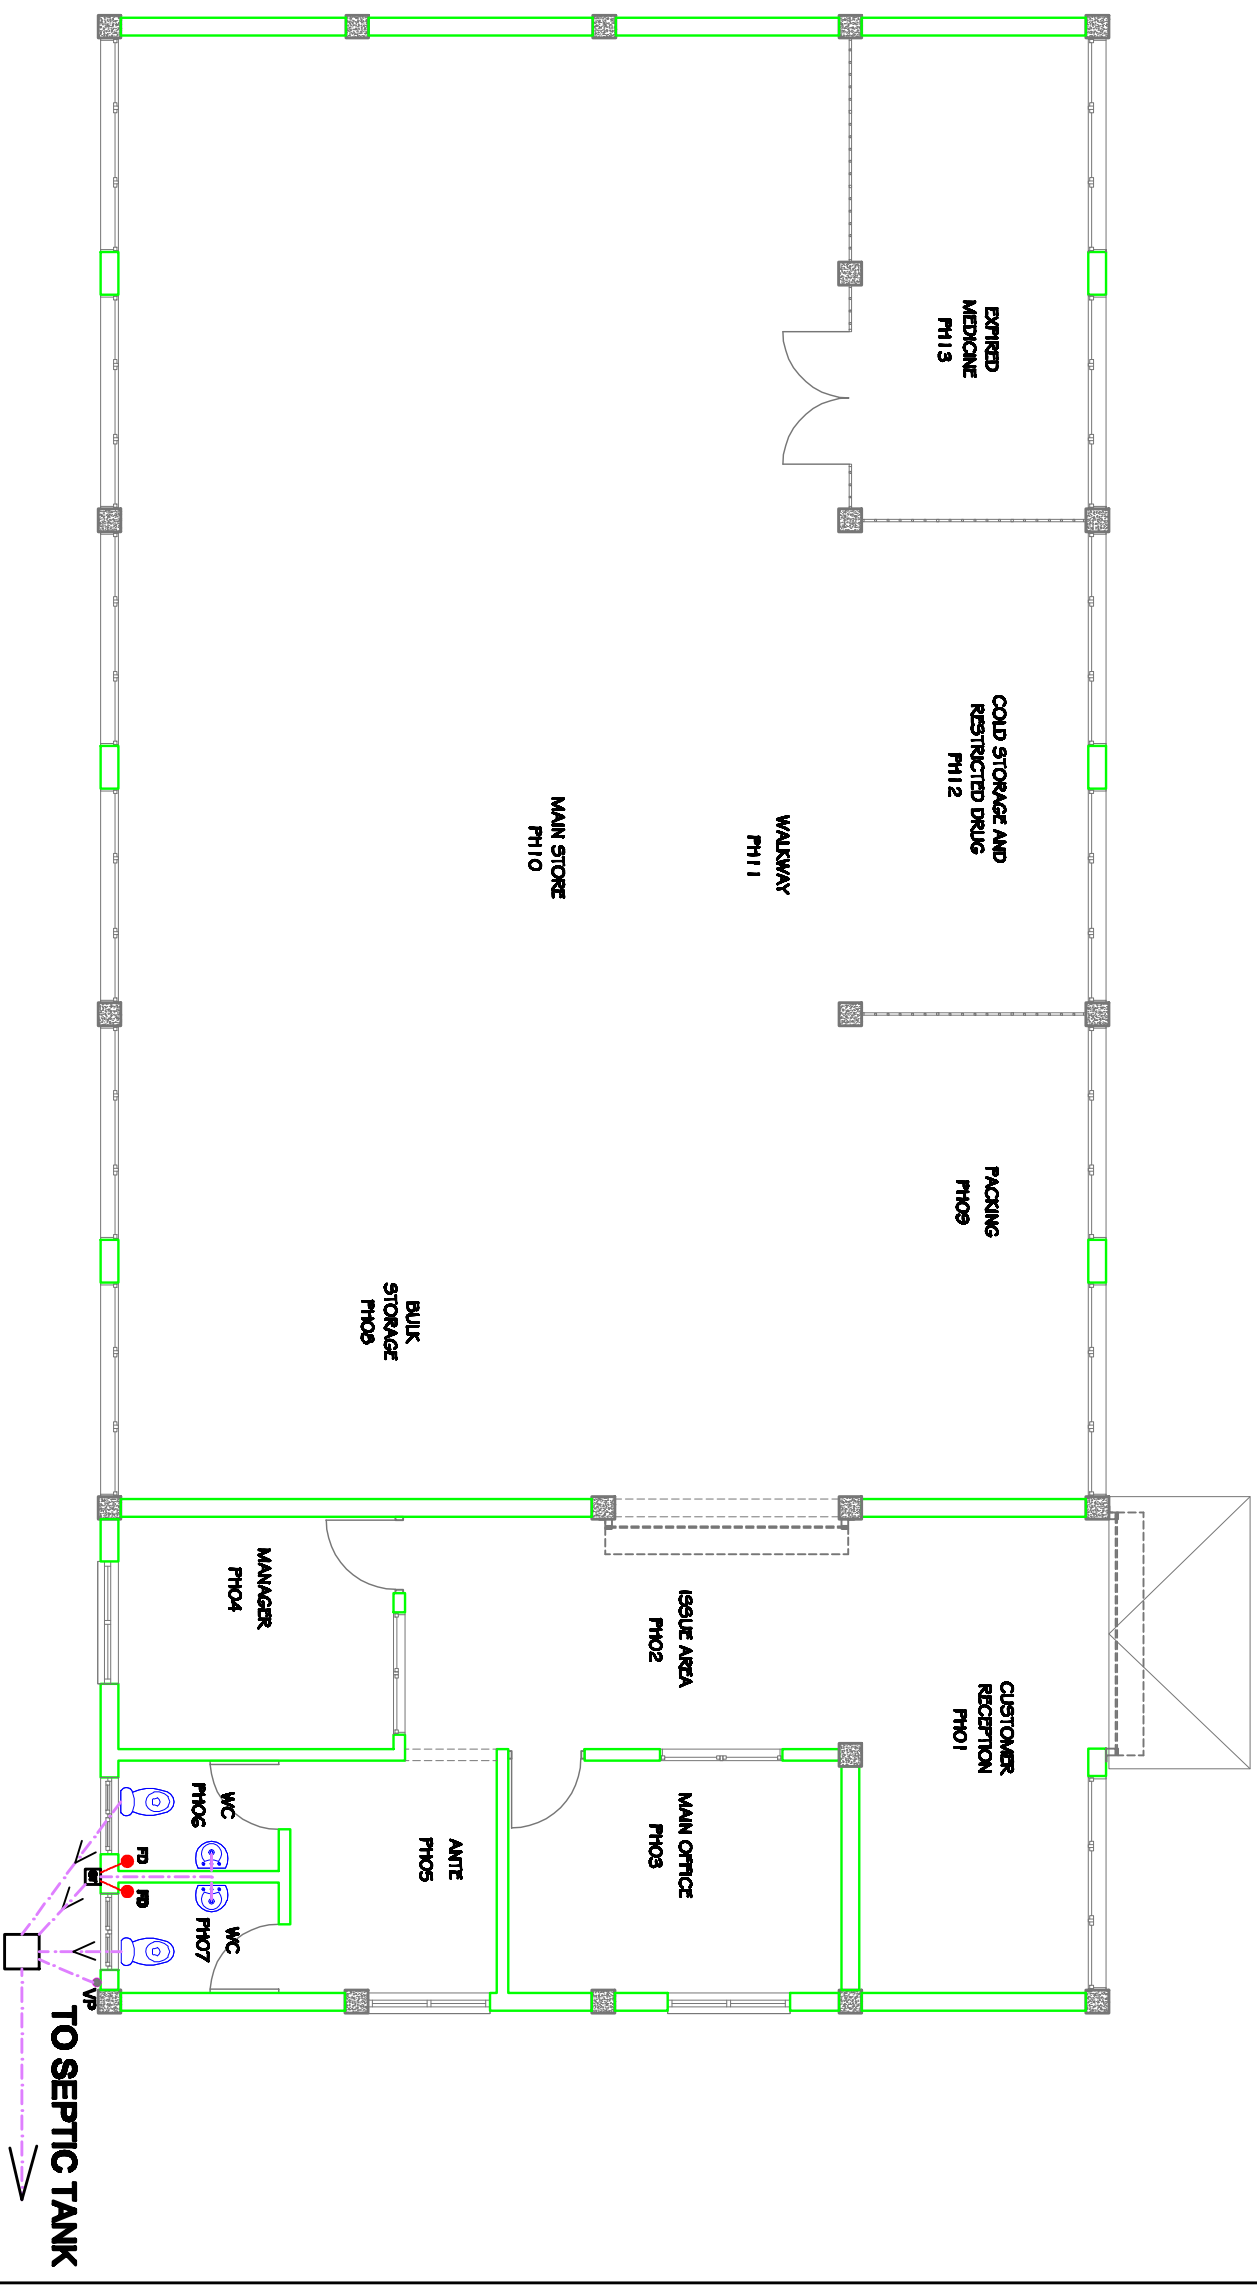 EXPIRED
MEDICINE
PH13
COLD STORAGE AND
RESTRICTED DRUG
PH12
PACKING
PH09
WALKWAY
PH11
MAIN STORE
PH10
BULK
STORAGE
PH08
CUSTOMER
RECEPTION
PH01
ISSUE AREA
PH02
MAIN OFFICE
PH03
MANAGER
PH04
ANTE
PH05
WC
PH06
WC
PH07
FD
FD
VP
TO SEPTIC TANK